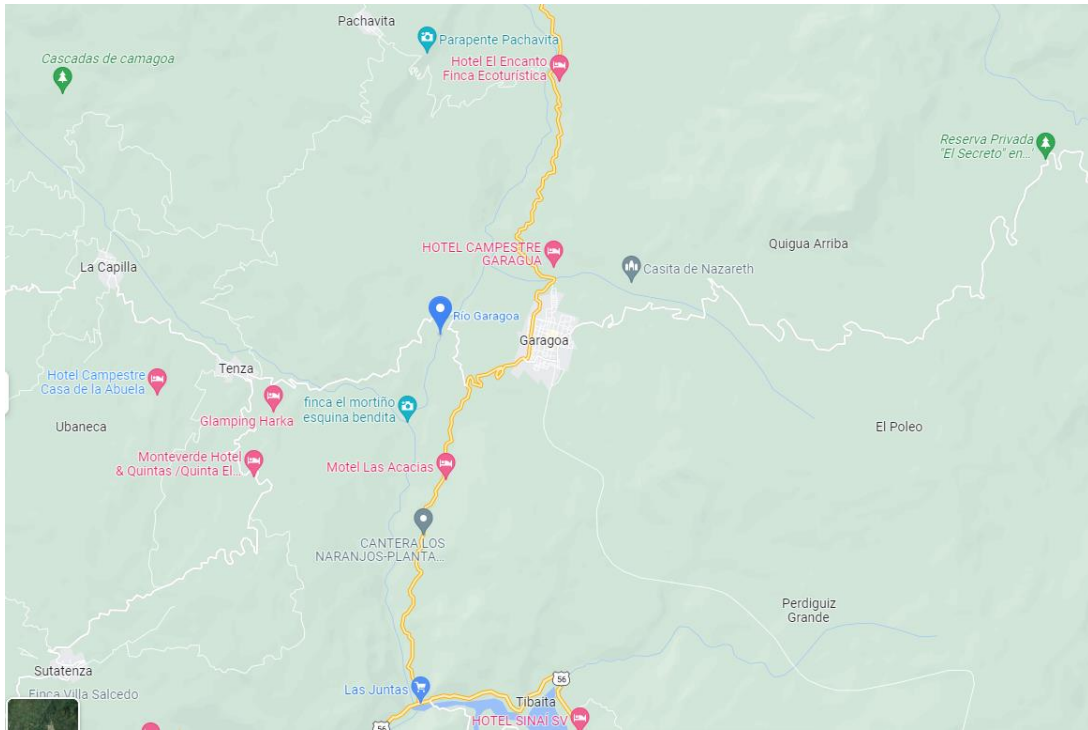 Pachavita
Parapente Pachavita
Cascadas de camagoa
Hotel El Encanto
Finca Ecoturística
Reserva Privada
"El Secreto" en...
HOTEL CAMPESTRE
GARAGUA
Quigua Arriba
La Capilla
Casita de Nazareth
Río Garagoa
Garagoa
Tenza
Hotel Campestre
Casa de la Abuela
finca el mortiño
esquina bendita
Glamping Harka
Ubaneca
El Poleo
Monteverde Hotel
& Quintas /Quinta El...
Motel Las Acacias
CANTERA LOS
NARANJOS-PLANTA...
Perdiguiz
Grande
Sutatenza
56
Las Juntas
Finca Villa Salcedo
Tibaita
HOTEL SINAI SV
56